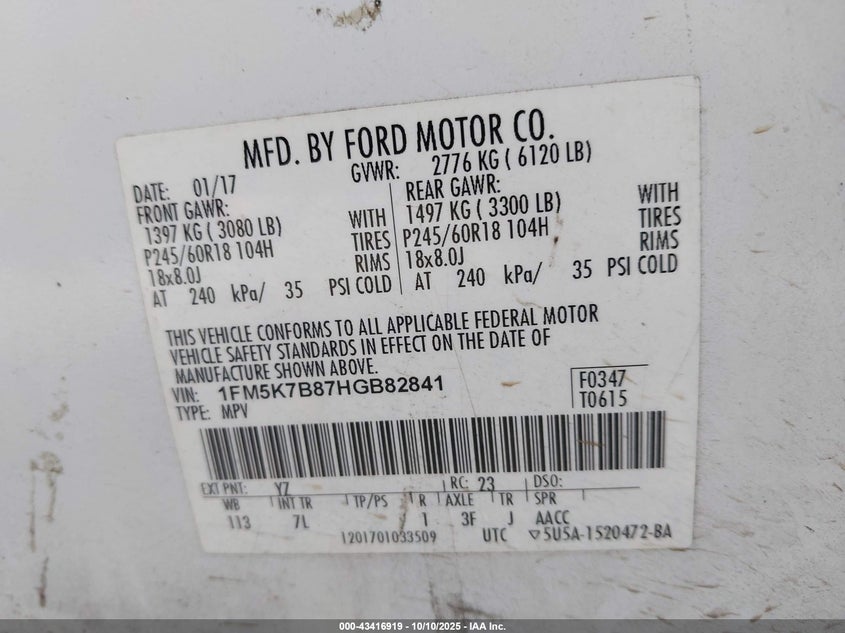 MFD. BY FORD MOTOR CO.
DATE: 01/17
GVWR: 2776 KG ( 6120 LB)
FRONT GAWR:
1397 KG ( 3080 LB) WITH
P245/60R18 104H TIRES
18x8.0J RIMS
AT 240 kPa/ 35 PSI COLD
REAR GAWR:
1497 KG ( 3300 LB) WITH
P245/60R18 104H TIRES
18x8.0J RIMS
AT 240 kPa/ 35 PSI COLD
THIS VEHICLE CONFORMS TO ALL APPLICABLE FEDERAL MOTOR
VEHICLE SAFETY STANDARDS IN EFFECT ON THE DATE OF
MANUFACTURE SHOWN ABOVE.
VIN: 1FM5K7B87HGB82841
TYPE: MPV
F0347
T0615
EXT PNT: YZ RC: 23 DSO:
WB INT TR TP/PS R AXLE TR SPR
113 7L 1 3F J AACC
1201701033509 UTC ▽5U5A-1520472-BA
000-43416919 - 10/10/2025 - IAA Inc.